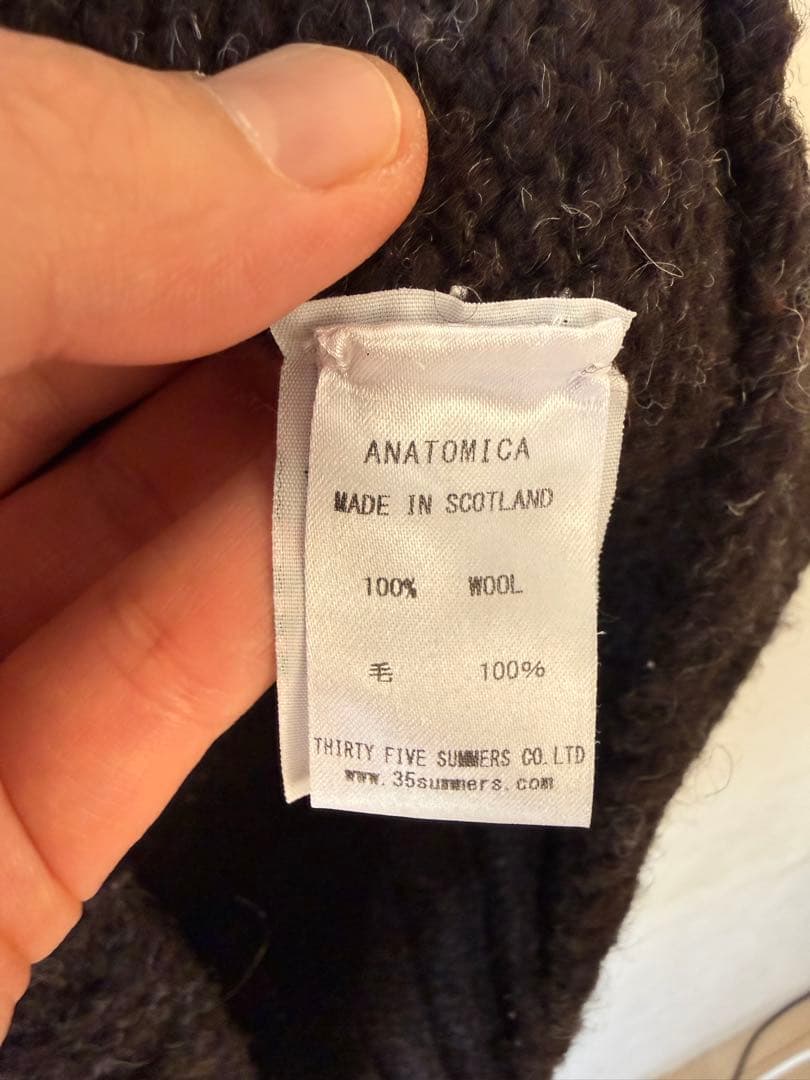 ANATOMICA
MADE IN SCOTLAND
100% WOOL
毛 100%
THIRTY FIVE SUMMERS CO.LTD
www.35summers.com